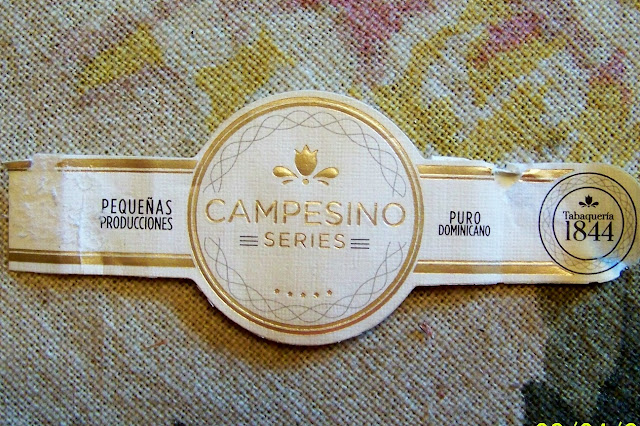 PEQUEÑAS
PRODUCCIONES
CAMPESINO
SERIES
PURO
DOMINICANO
Tabaquería
1844